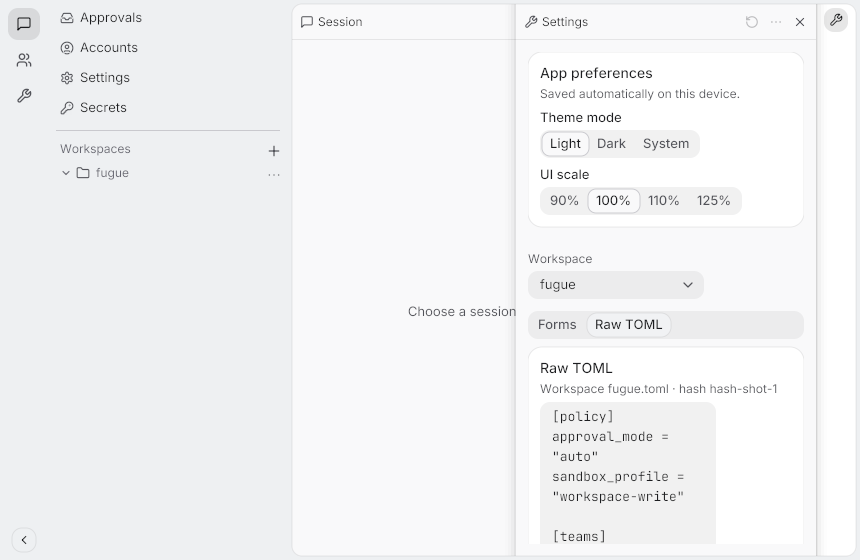 Approvals
Accounts
Settings
Secrets
Workspaces
fugue
Session
Choose a session
Settings
App preferences
Saved automatically on this device.
Theme mode
Light Dark System
UI scale
90% 100% 110% 125%
Workspace
fugue
Forms Raw TOML
Raw TOML
Workspace fugue.toml · hash hash-shot-1
[policy]
approval_mode =
"auto"
sandbox_profile =
"workspace-write"
[teams]